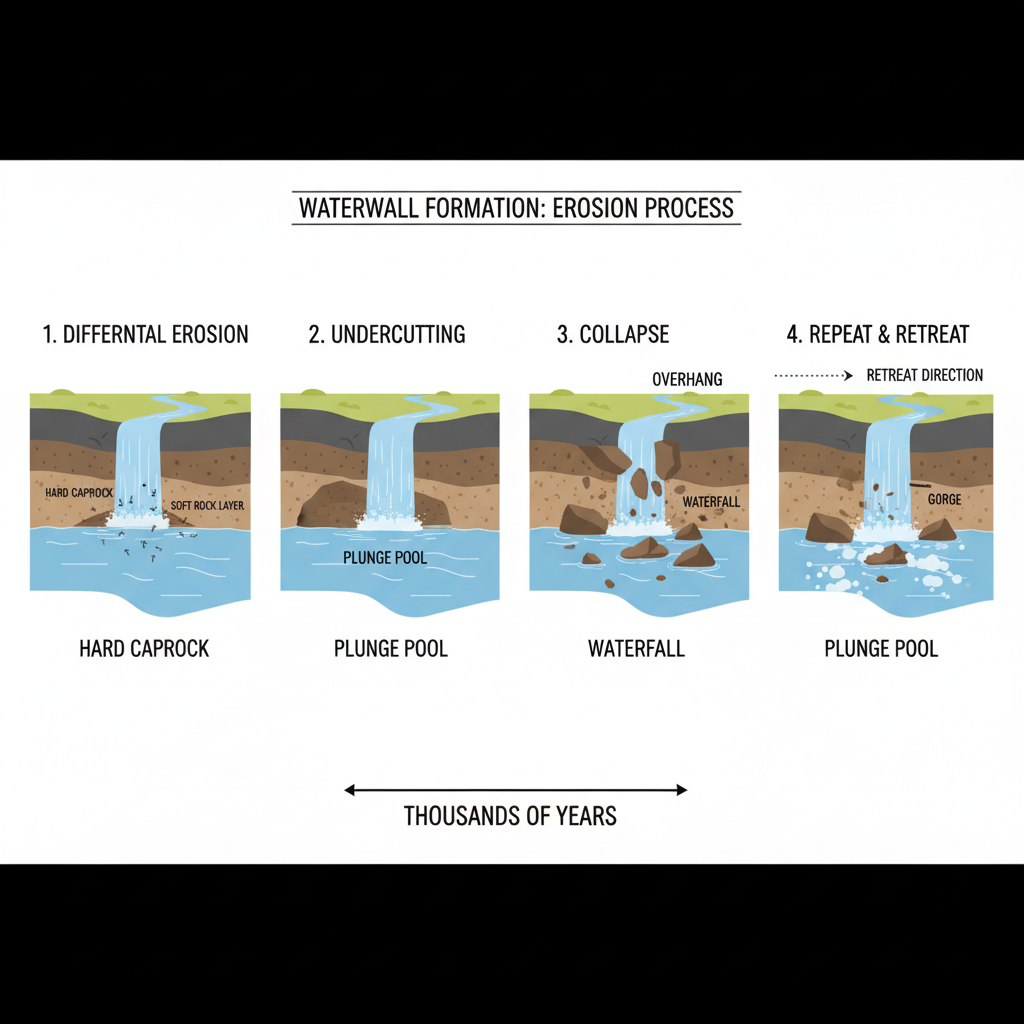 WATERWALL FORMATION: EROSION PROCESS
1. DIFFERNTAL EROSION
2. UNDERCUTTING
3. COLLAPSE
4. REPEAT & RETREAT
OVERHANG
RETREAT DIRECTION
HARD CAPROCK
SOFT ROCK LAYER
PLUNGE POOL
WATERFALL
GORGE
HARD CAPROCK
PLUNGE POOL
WATERFALL
PLUNGE POOL
THOUSANDS OF YEARS